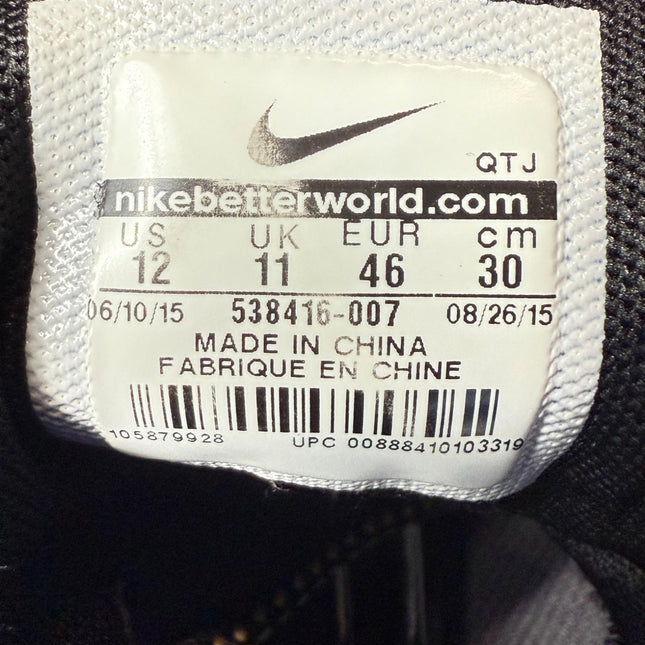 QTJ
nikebetterworld.com
US UK EUR cm
12 11 46 30
06/10/15 538416-007 08/26/15
MADE IN CHINA
FABRIQUE EN CHINE
105879928 UPC 00888410103319